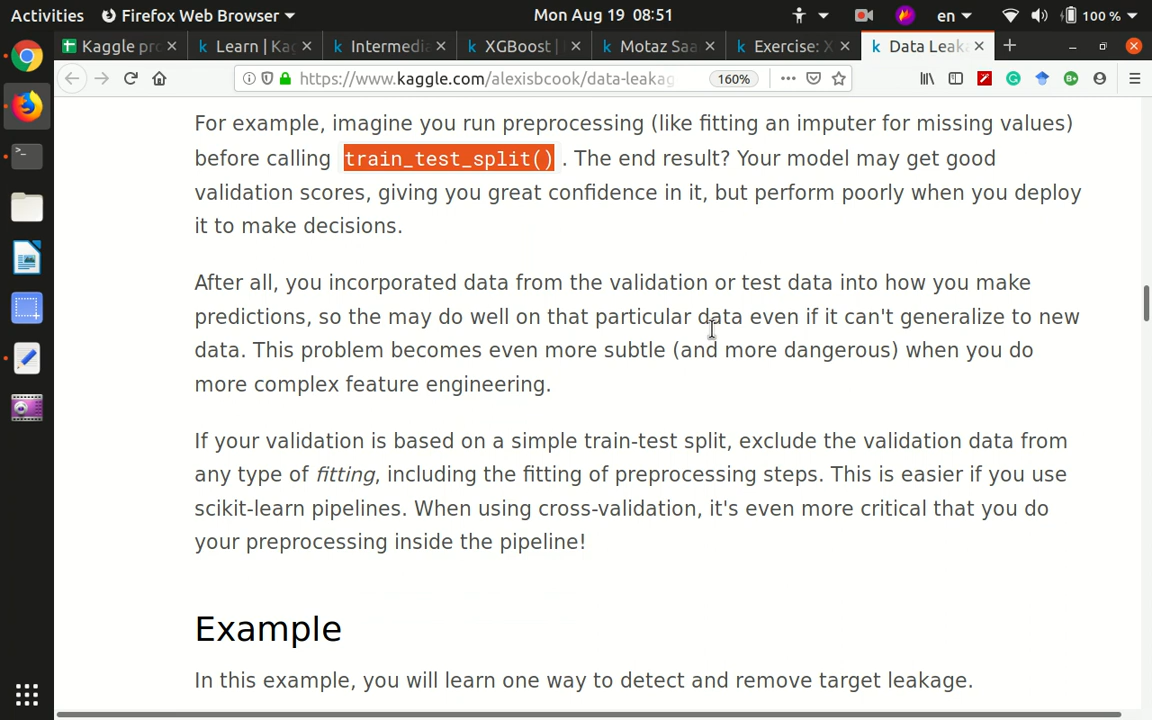 Activities Firefox Web Browser Mon Aug 19 08:51 en 100 %
Kaggle pro Learn | Kag Intermedia XGBoost | Motaz Saa Exercise: X Data Leaka
https://www.kaggle.com/alexisbcook/data-leakag 160%
For example, imagine you run preprocessing (like fitting an imputer for missing values)
before calling train_test_split() . The end result? Your model may get good
validation scores, giving you great confidence in it, but perform poorly when you deploy
it to make decisions.
After all, you incorporated data from the validation or test data into how you make
predictions, so the may do well on that particular data even if it can't generalize to new
data. This problem becomes even more subtle (and more dangerous) when you do
more complex feature engineering.
If your validation is based on a simple train-test split, exclude the validation data from
any type of fitting, including the fitting of preprocessing steps. This is easier if you use
scikit-learn pipelines. When using cross-validation, it's even more critical that you do
your preprocessing inside the pipeline!
Example
In this example, you will learn one way to detect and remove target leakage.